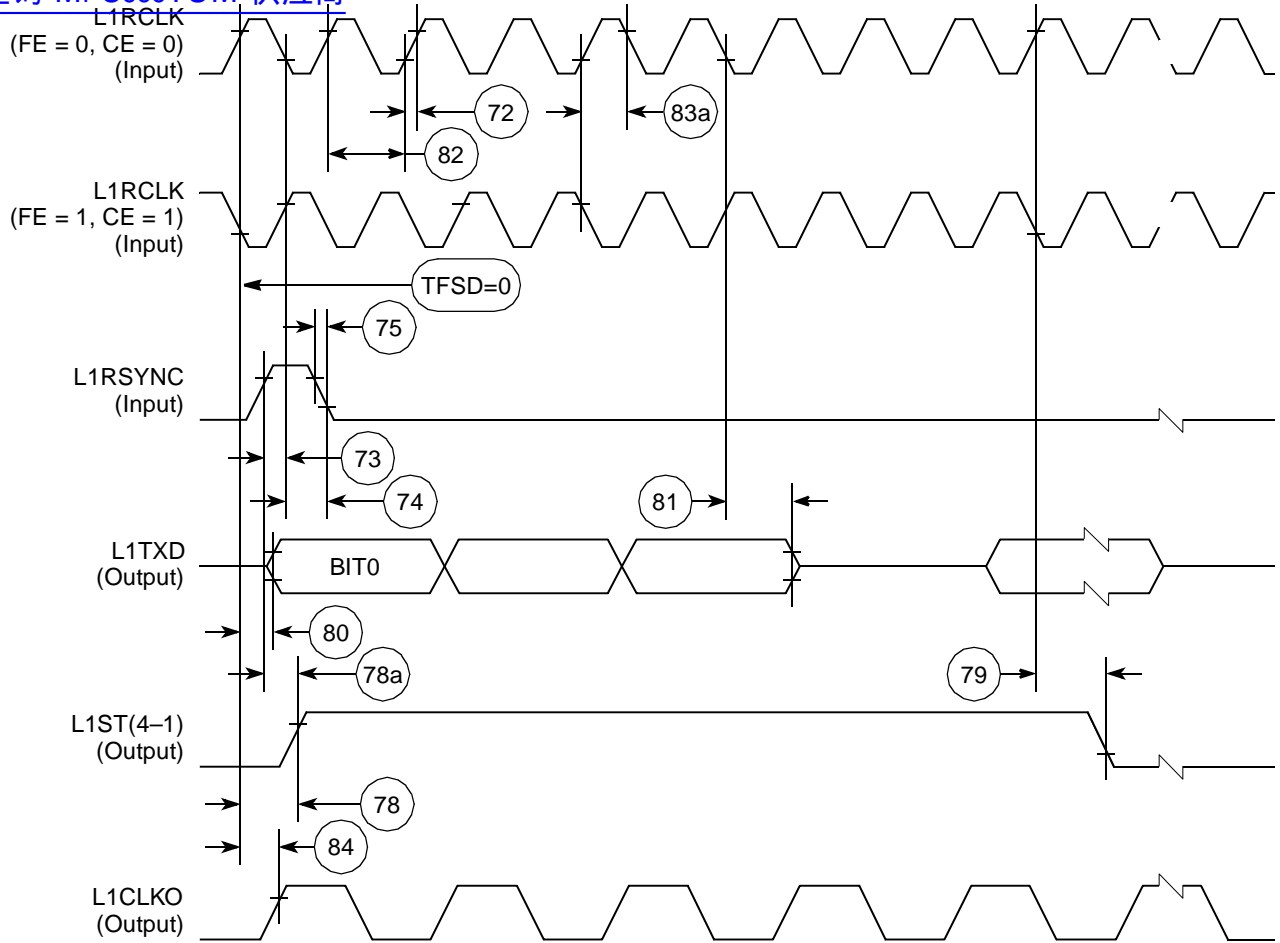 L1RCLK
(FE = 0, CE = 0)
(Input)
72
83a
82
L1RCLK
(FE = 1, CE = 1)
(Input)
TFSD=0
75
L1RSYNC
(Input)
73
74
81
L1TXD
(Output)
BIT0
80
78a
79
L1ST(4–1)
(Output)
78
84
L1CLKO
(Output)